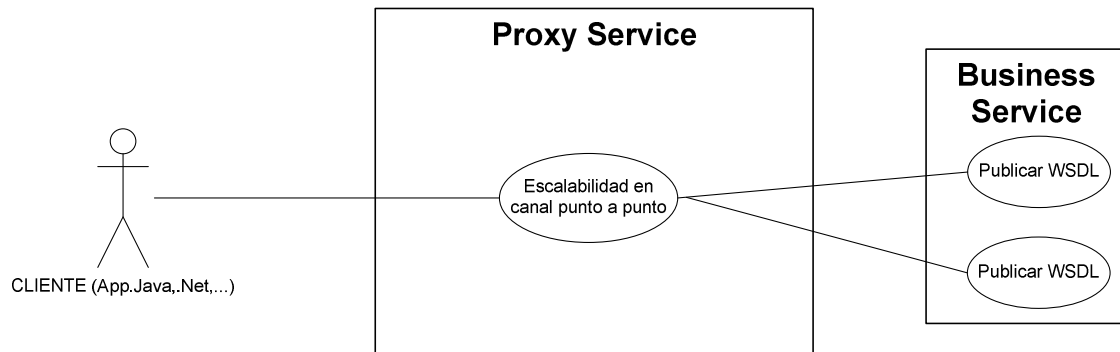 Proxy Service
Business
Service
Publicar WSDL
Escalabilidad en
canal punto a punto
Publicar WSDL
CLIENTE (App.Java,.Net,...)